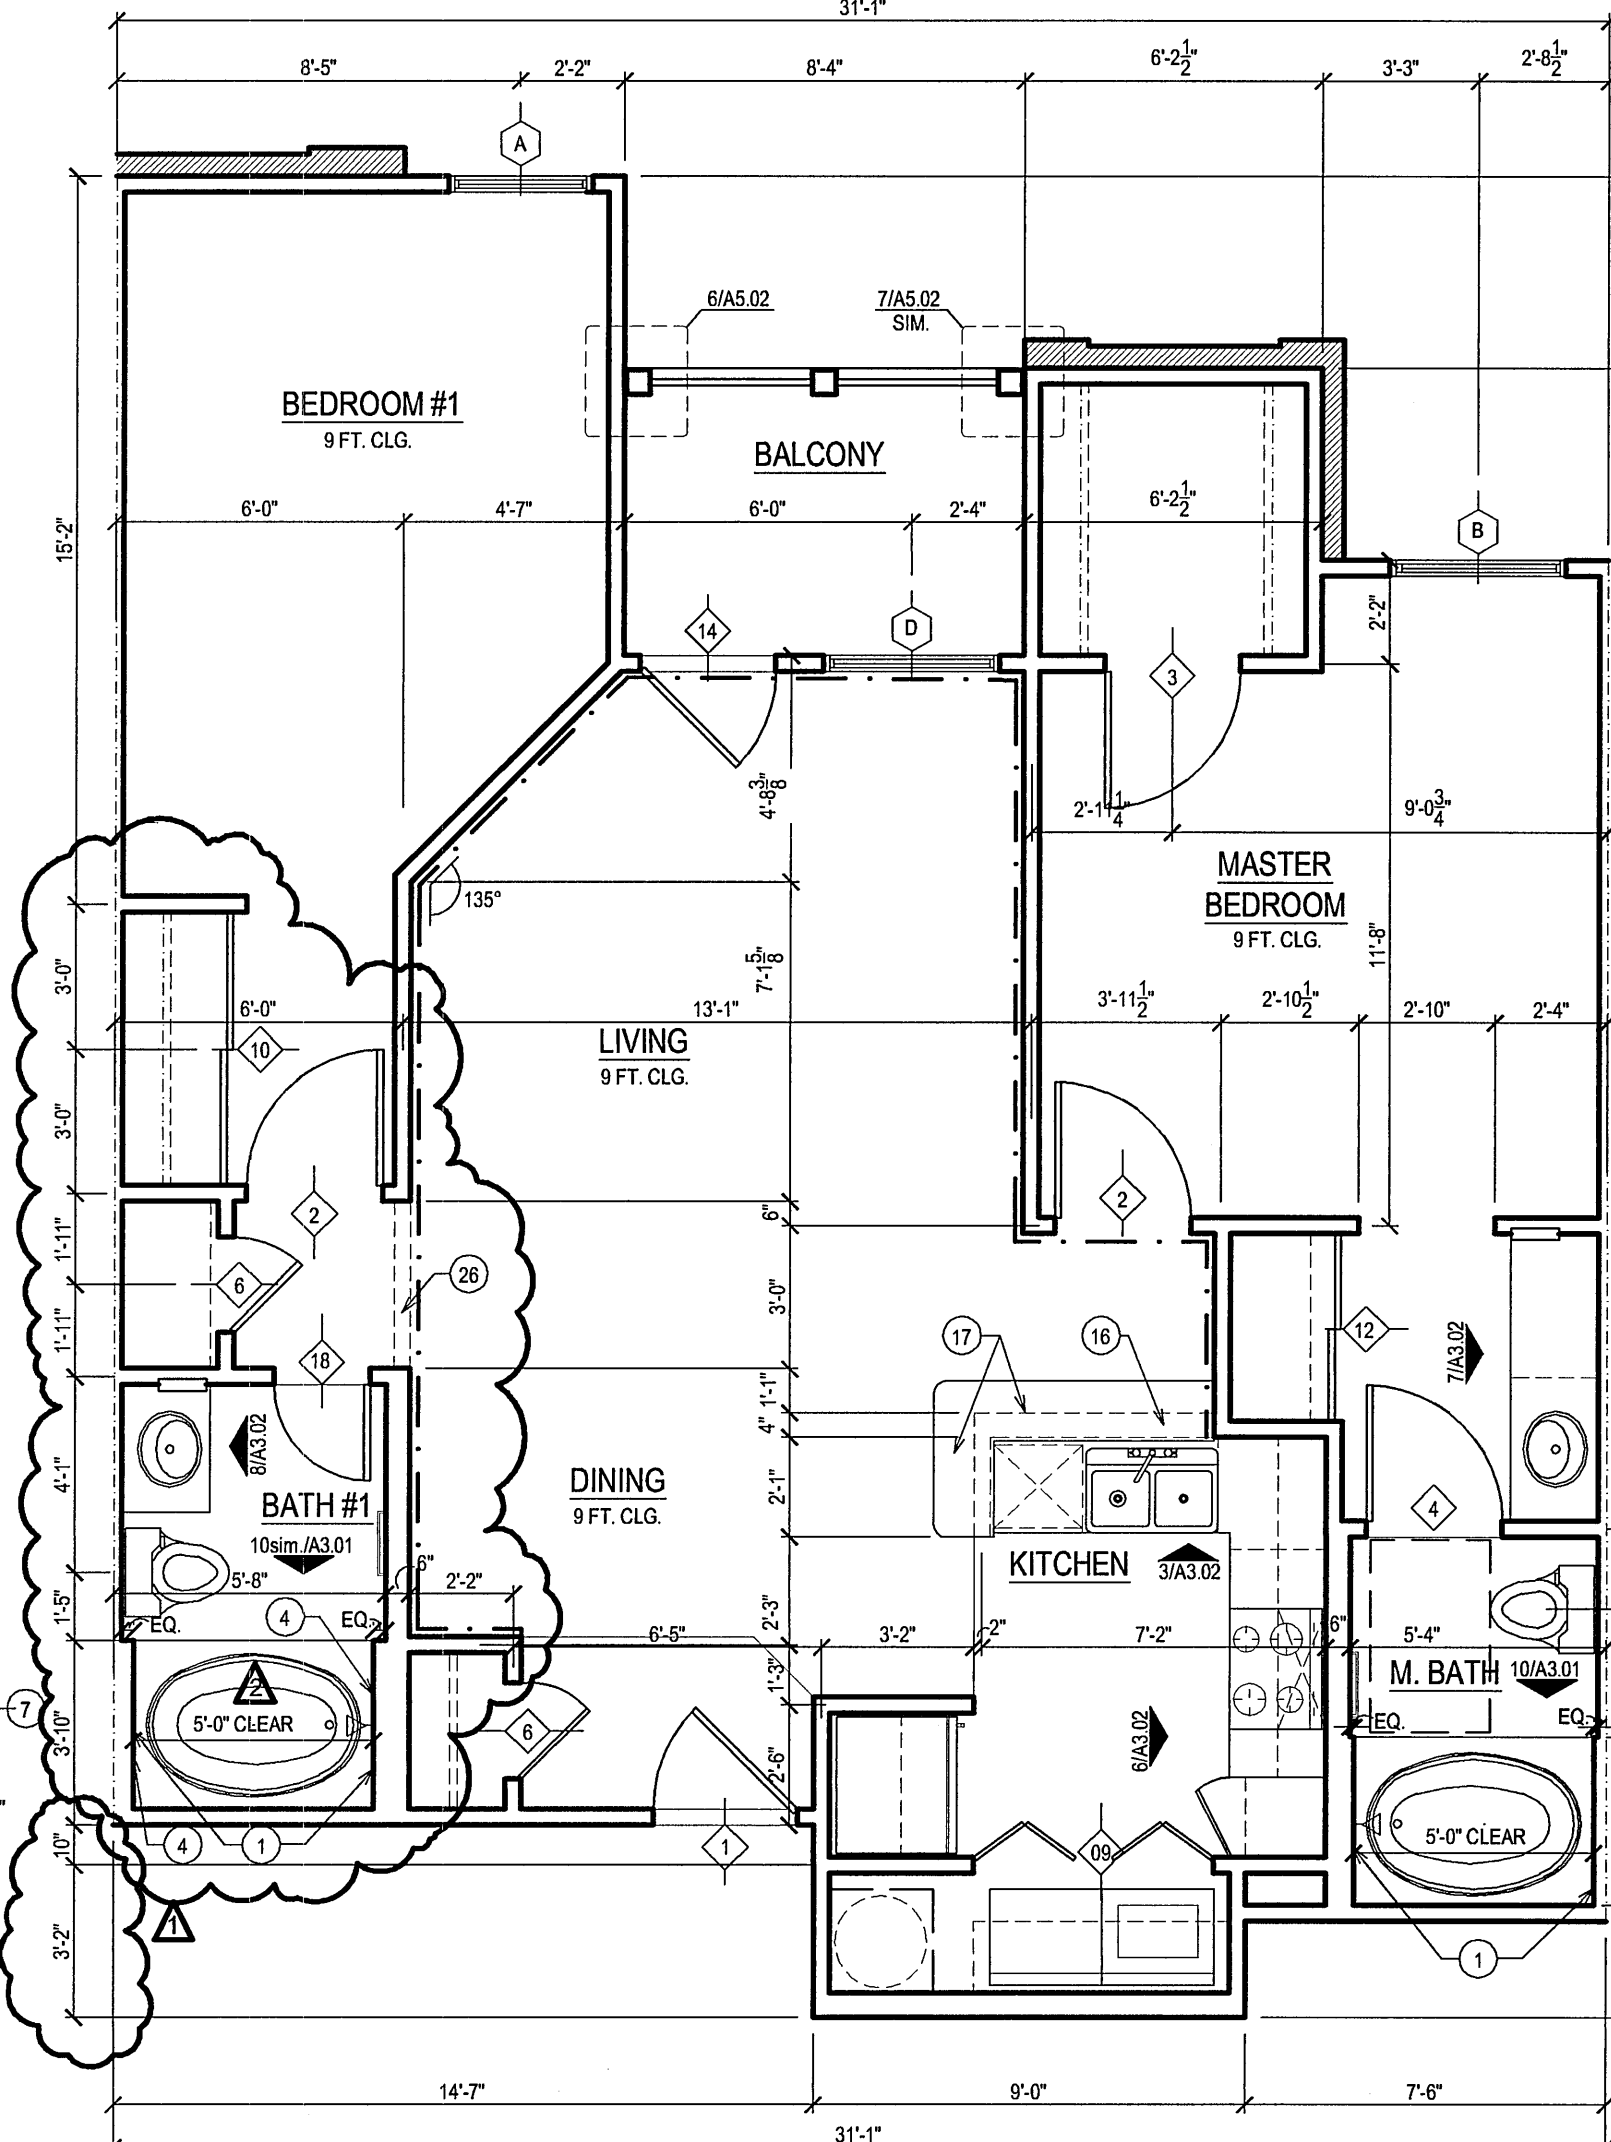 31'-1"
8'-5" 2'-2" 8'-4" 6'-2 1/2" 3'-3" 2'-8 1/2"
A
6/A5.02 7/A5.02
SIM.
BEDROOM #1
9 FT. CLG.
BALCONY
6'-0" 4'-7" 6'-0" 2'-4" 6'-2 1/2"
B
15'-2"
14 D
2'-2"
3
4'-8 3/8"
2'-1 1/4" 9'-0 3/4"
MASTER
BEDROOM
9 FT. CLG.
135°
11'-8"
3'-0"
7'-1 5/8"
6'-0" 13'-1" 3'-11 1/2" 2'-10 1/2" 2'-10" 2'-4"
10
LIVING
9 FT. CLG.
3'-0"
2 6" 2
1'-11"
6 26 3'-0"
1'-11"
18 17 16 12
7/A3.02
1'-1"
4"
8/A3.02
4'-1"
BATH #1
10sim./A3.01
DINING
9 FT. CLG.
2'-1"
4
KITCHEN
3/A3.02
5'-8" 6" 2'-2"
1'-5"
EQ. 4 EQ.
2'-3"
6'-5" 3'-2" 2" 7'-2" 6" 5'-4"
M. BATH 10/A3.01
2
1'-3"
7
5'-0" CLEAR
3'-10"
6
6/A3.02
EQ. EQ.
2'-6"
5'-0" CLEAR
4 1 1 09
10"
1
3'-2"
1
14'-7" 9'-0" 7'-6"
31'-1"